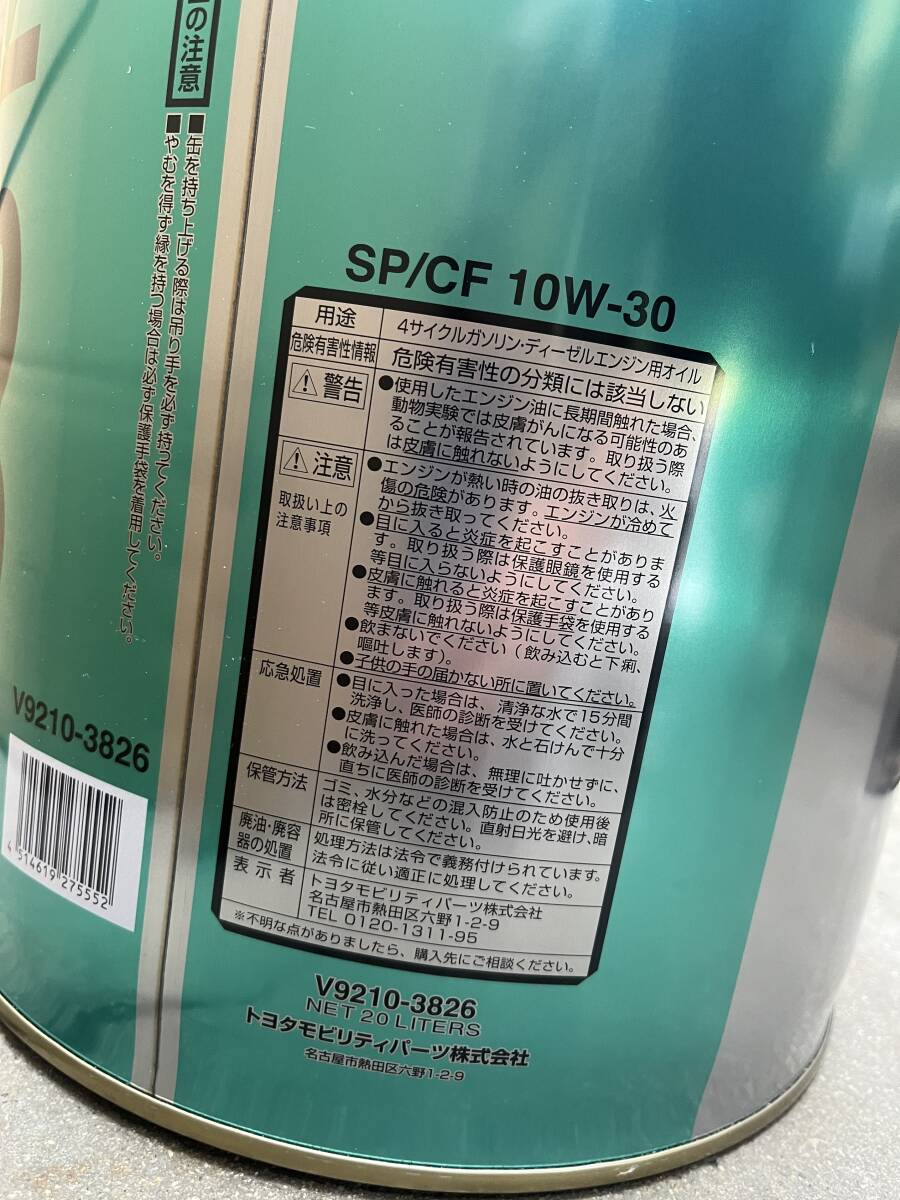 の注意
■缶を持ち上げる際は吊り手を必ず持ってください。
■やむを得ず縁を持つ場合は必ず保護手袋を着用してください。
V9210-3826
4 514619 275552
SP/CF 10W-30
用途
4サイクルガソリン・ディーゼルエンジン用オイル
危険有害性情報
危険有害性の分類には該当しない
警告
●使用したエンジン油に長期間触れた場合、
動物実験では皮膚がんになる可能性のあ
ることが報告されています。取り扱う際
は皮膚に触れないようにしてください。
注意
取扱い上の
注意事項
●エンジンが熱い時の油の抜き取りは、火
傷の危険があります。エンジンが冷めて
から抜き取ってください。
●目に入ると炎症を起こすことがありま
す。取り扱う際は保護眼鏡を使用する
等目に入らないようにしてください。
●皮膚に触れると炎症を起こすことがあり
ます。取り扱う際は保護手袋を使用する
等皮膚に触れないようにしてください。
●飲まないでください(飲み込むと下痢、
嘔吐します)。
●子供の手の届かない所に置いてください。
応急処置
●目に入った場合は、清浄な水で15分間
洗浄し、医師の診断を受けてください。
●皮膚に触れた場合は、水と石けんで十分
に洗ってください。
●飲み込んだ場合は、無理に吐かせずに、
直ちに医師の診断を受けてください。
保管方法
ゴミ、水分などの混入防止のため使用後
は密栓してください。直射日光を避け、暗
所に保管してください。
廃油・廃容
器の処置
処理方法は法令で義務付けられています。
法令に従い適正に処理してください。
表示者
トヨタモビリティパーツ株式会社
名古屋市熱田区六野1-2-9
TEL 0120-1311-95
※不明な点がありましたら、購入先にご相談ください。
V9210-3826
NET 20 LITERS
トヨタモビリティパーツ株式会社
名古屋市熱田区六野1-2-9